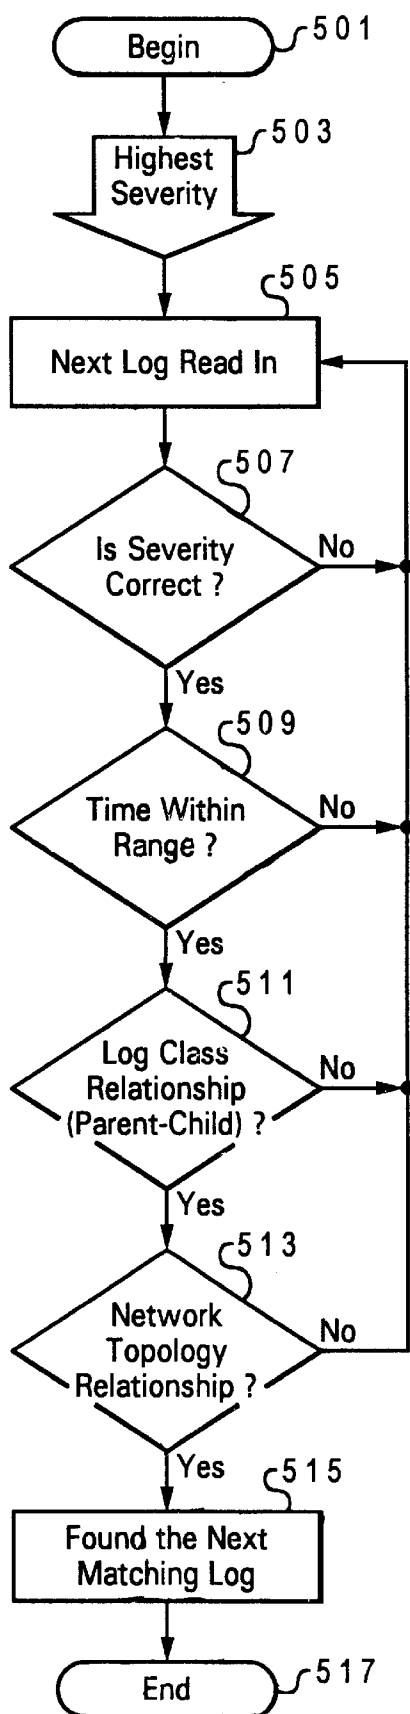 Begin
501
503
Highest
Severity
505
Next Log Read In
507
Is Severity
Correct ?
No
Yes
509
Time Within
Range ?
No
Yes
511
Log Class
Relationship
(Parent-Child) ?
No
Yes
513
Network
Topology
Relationship ?
No
Yes
515
Found the Next
Matching Log
End
517